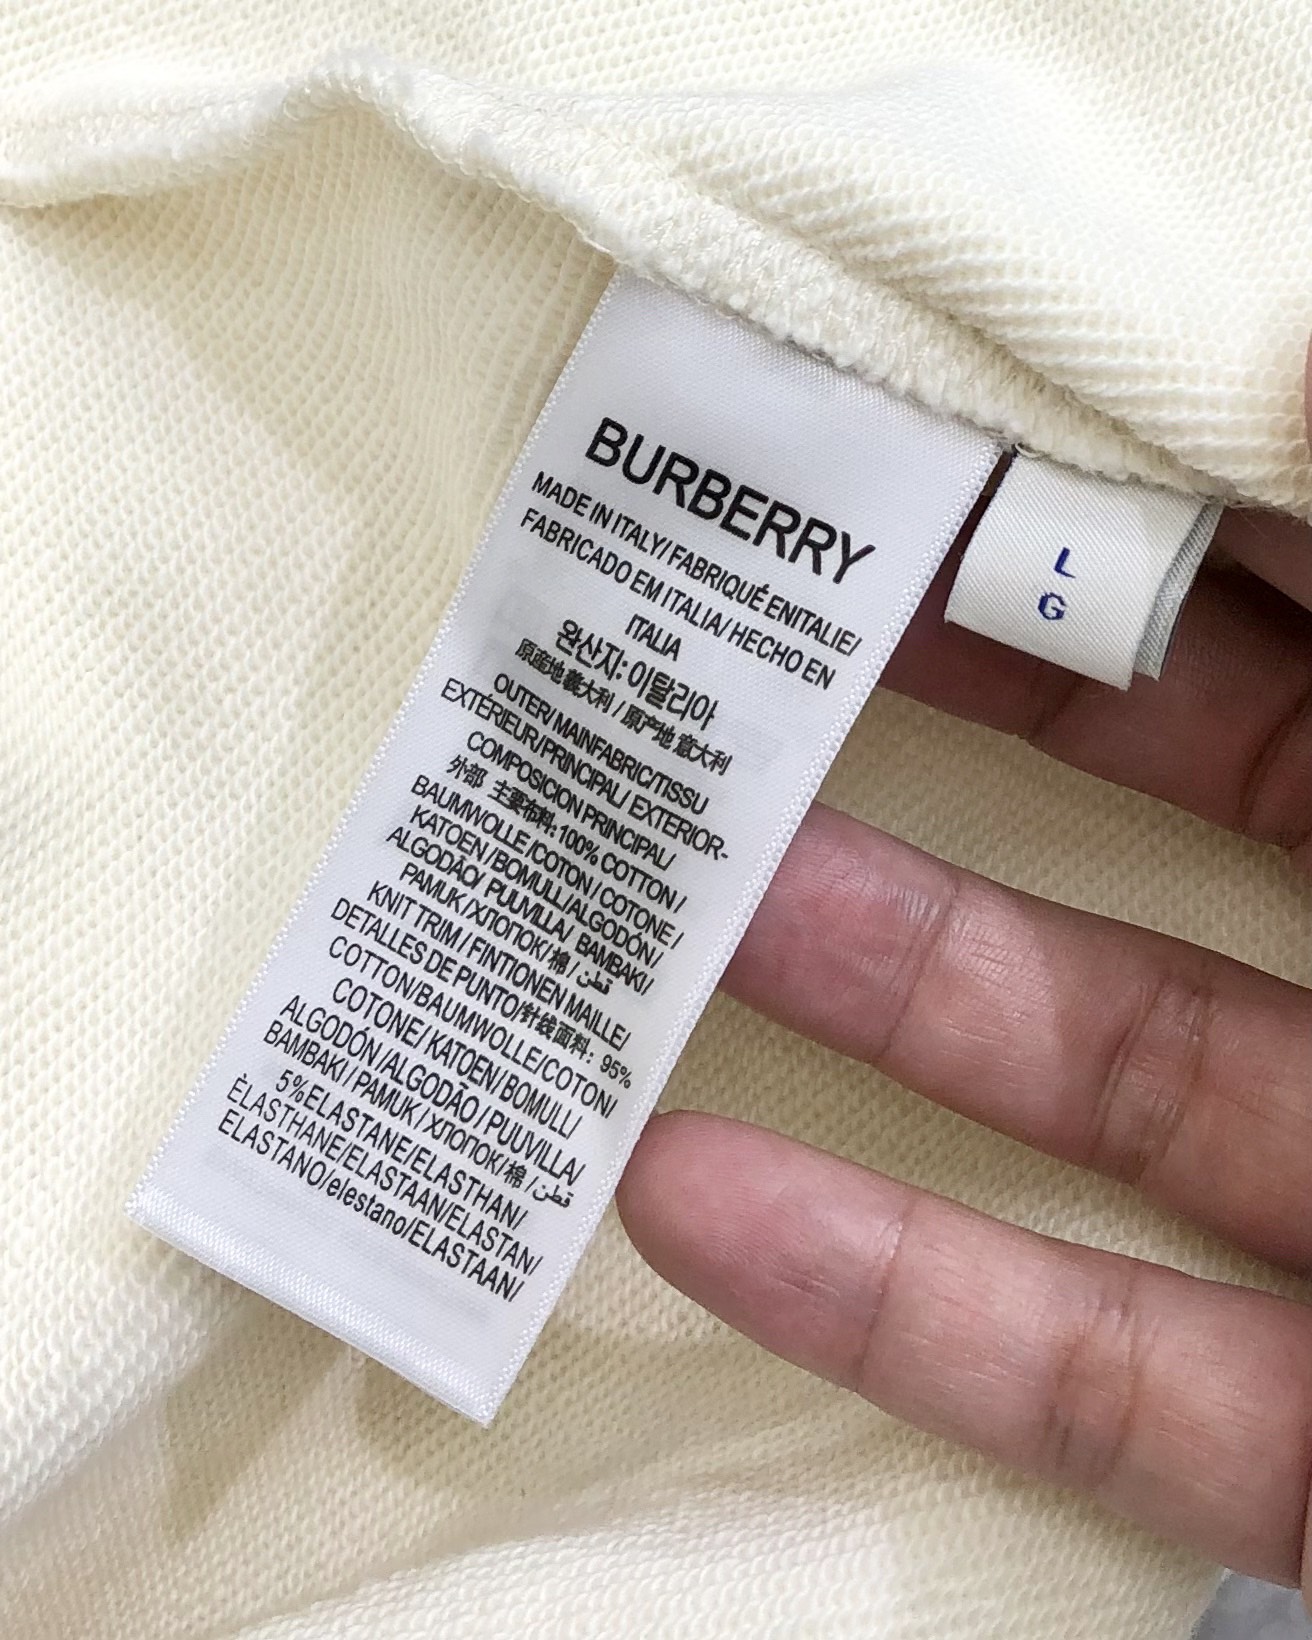 BURBERRY
MADE IN ITALY/ FABRIQUÉ ENITALIE/
FABRICADO EM ITALIA/ HECHO EN
ITALIA
완산지: 이탈리아
原産地 義大利 / 原产地 意大利
OUTER/ MAINFABRIC/TISSU
EXTÉRIEUR/PRINCIPAL/ EXTERIOR-
COMPOSICION PRINCIPAL/
外部 主要布料:100% COTTON /
BAUMWOLLE /COTON / COTONE /
KATOEN / BOMULL/ALGODÓN /
ALGODÃO/ PUUVILLA/ BAMBAKI/
PAMUK / ХЛОПОК/ 棉 / قطن
KNIT TRIM / FINTIONEN MAILLE/
DETALLES DE PUNTO/针线面料: 95%
COTTON/BAUMWOLLE/COTON/
COTONE/ KATOEN/ BOMULL/
ALGODÓN /ALGODÃO / PUUVILLA/
BAMBAKI / PAMUK / ХЛОПОК/ 棉 / قطن
5%ELASTANE/ELASTHAN/
ÈLASTHANE/ELASTAAN/ELASTAN/
ELASTANO/elestano/ELASTAAN/
L
G